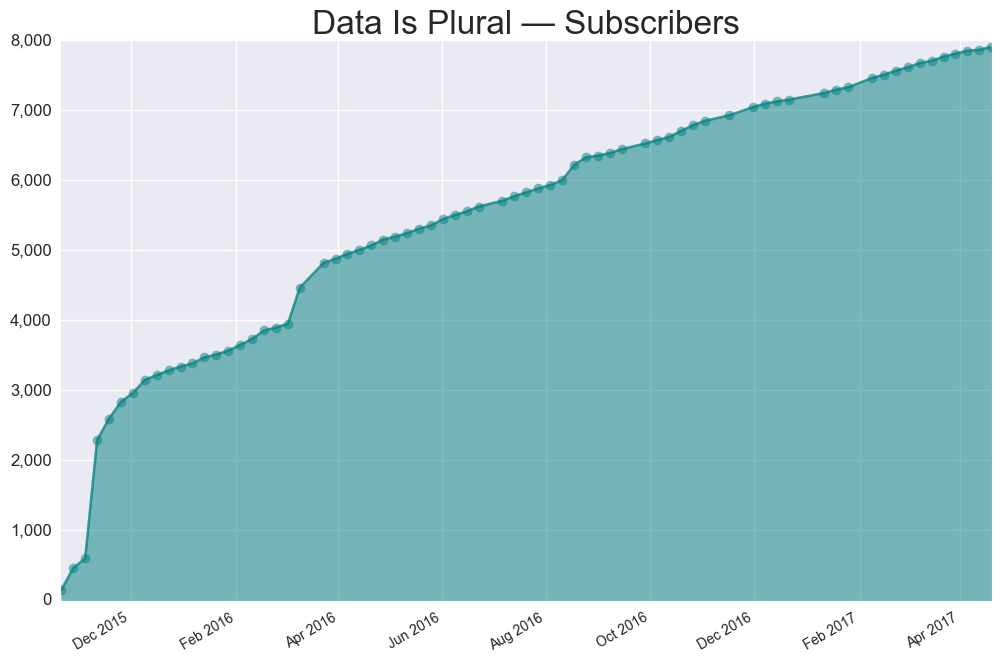 Data Is Plural — Subscribers
8,000
7,000
6,000
5,000
4,000
3,000
2,000
1,000
0
Dec 2015
Feb 2016
Apr 2016
Jun 2016
Aug 2016
Oct 2016
Dec 2016
Feb 2017
Apr 2017